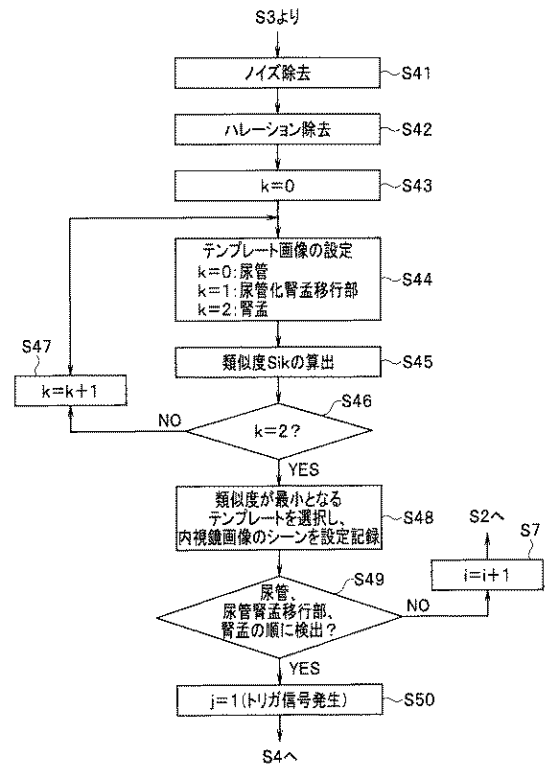 S3より
ノイズ除去
S41
ハレーション除去
S42
k=0
S43
テンプレート画像の設定
k=0:尿管
k=1:尿管化腎盂移行部
k=2:腎盂
S44
類似度Sikの算出
S45
S47
k=k+1
S46
k=2?
NO
YES
類似度が最小となる
テンプレートを選択し、
内視鏡画像のシーンを設定記録
S48
S2へ
S7
i=i+1
S49
尿管、
尿管腎盂移行部、
腎盂の順に検出?
NO
YES
j=1(トリガ信号発生)
S50
S4へ